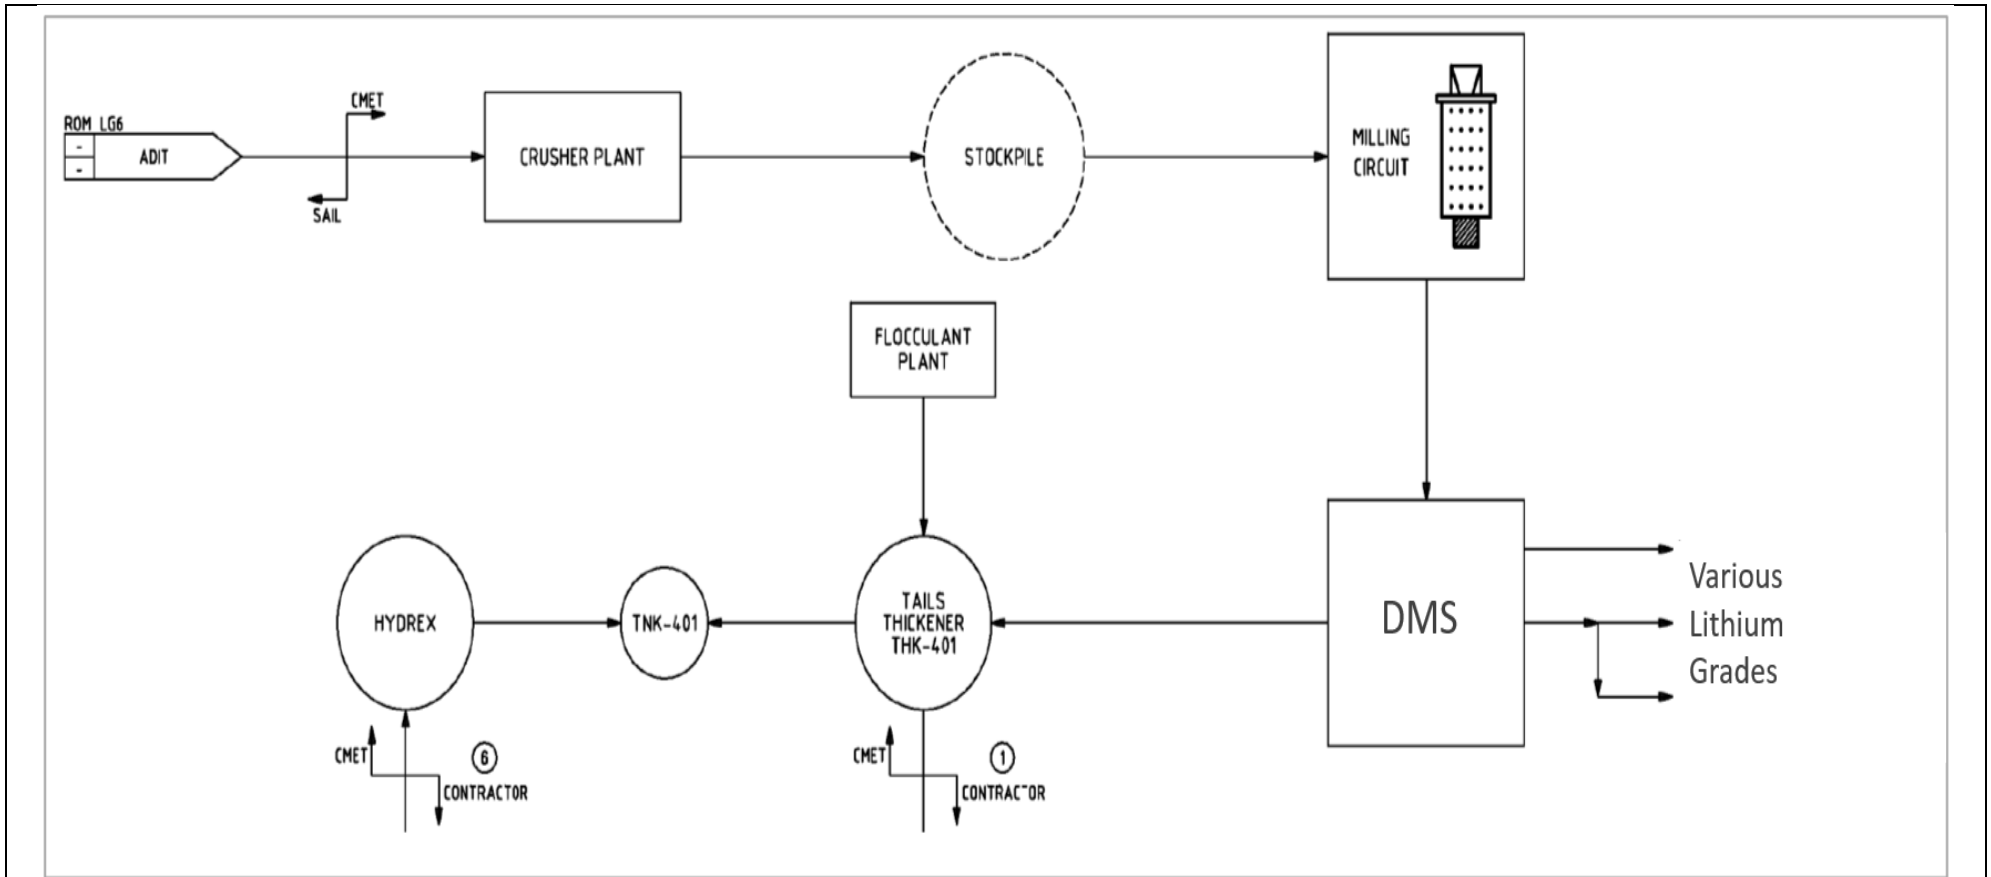 ROM LG6
-
-
ADIT
CMET
SAIL
CRUSHER PLANT
STOCKPILE
MILLING
CIRCUIT
FLOCCULANT
PLANT
HYDREX
TNK-401
TAILS
THICKENER
THK-401
DMS
Various
Lithium
Grades
CMET
6
CONTRACTOR
CMET
1
CONTRACTOR